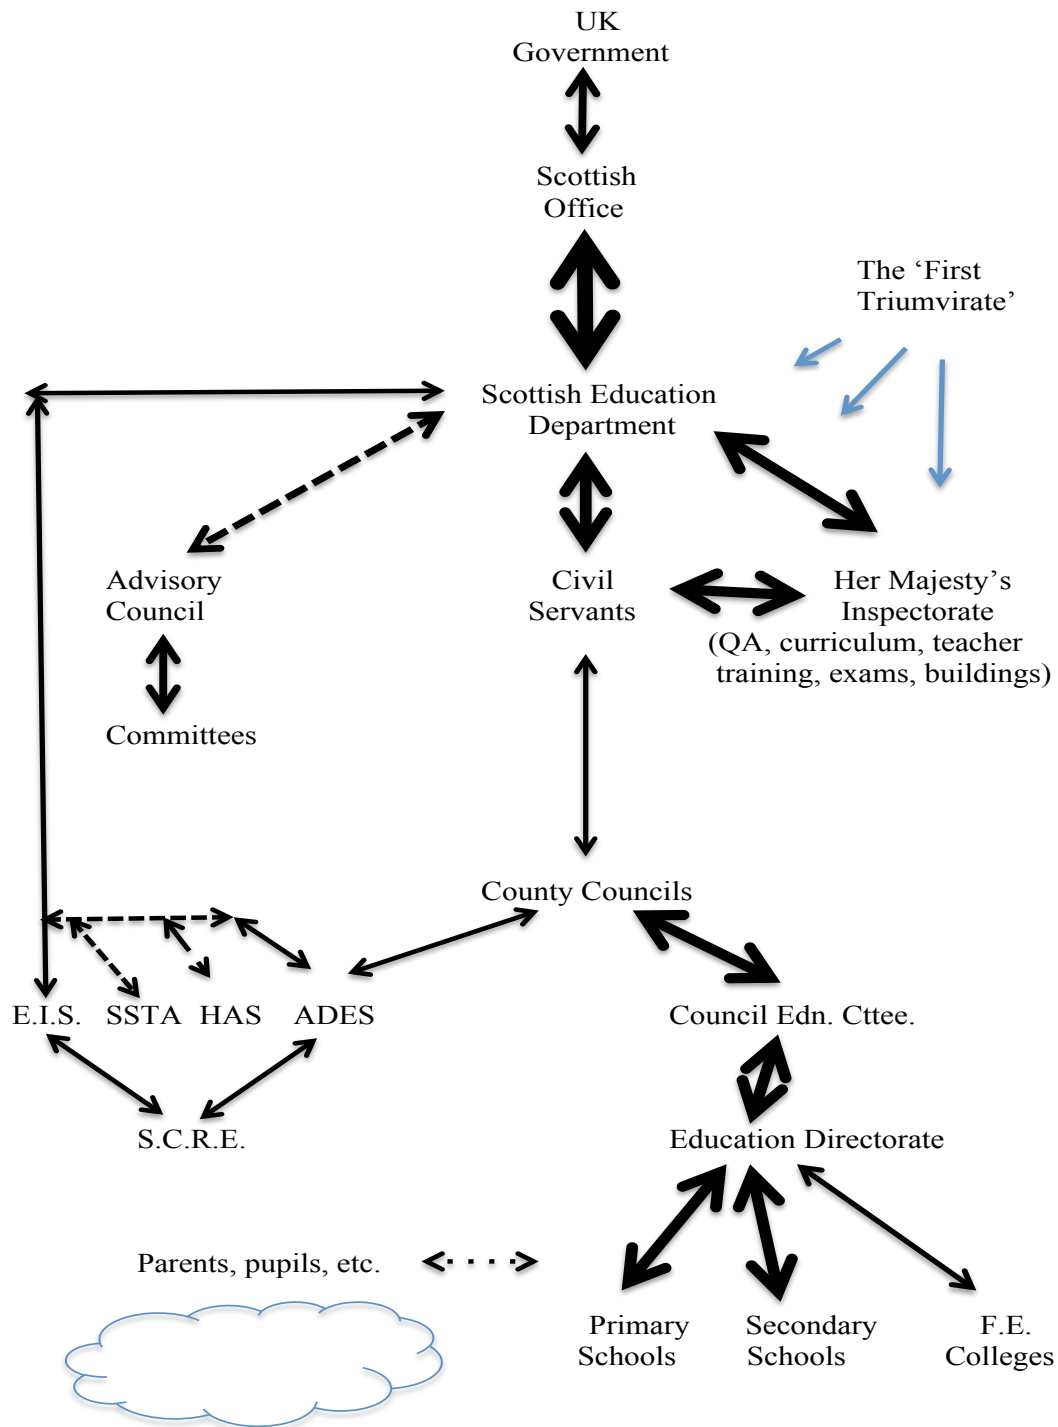 UK
Government
Scottish
Office
The ‘First
Triumvirate’
Scottish Education
Department
Advisory
Council
Civil
Servants
Her Majesty’s
Inspectorate
(QA, curriculum, teacher
training, exams, buildings)
Committees
County Councils
E.I.S. SSTA HAS ADES
Council Edn. Cttee.
S.C.R.E.
Education Directorate
Parents, pupils, etc.
Primary
Schools
Secondary
Schools
F.E.
Colleges